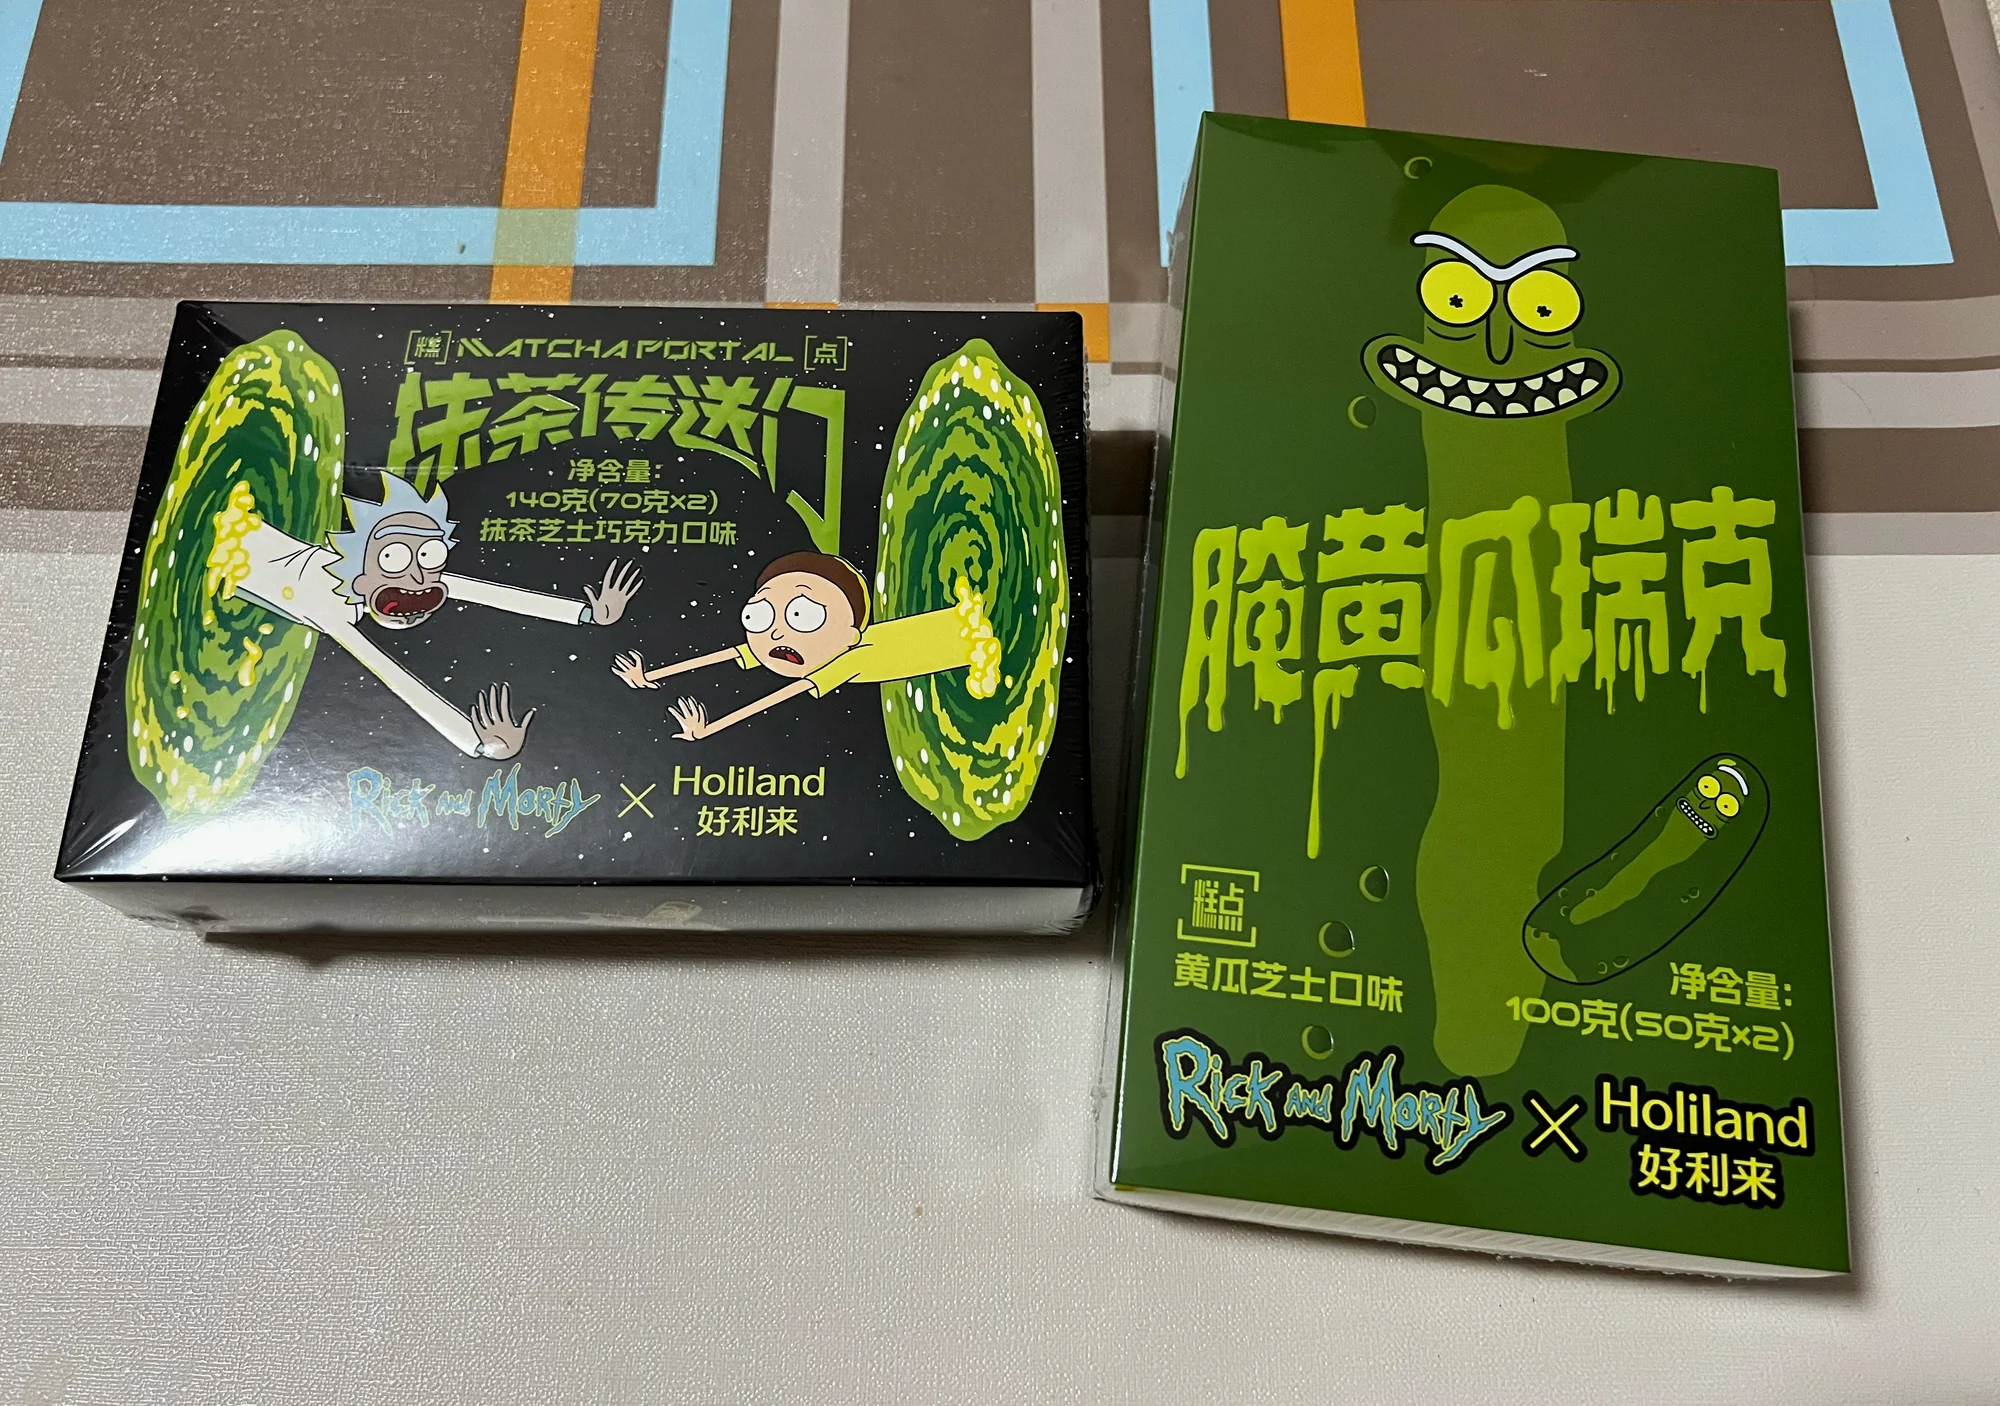 糕 MATCHA PORTAL 点
抹茶传送门
净含量:
140克(70克×2)
抹茶芝士巧克力口味
Rick and Morty × Holiland
好利来
腌黄瓜瑞克
糕点
黄瓜芝士口味
净含量:
100克(50克×2)
Rick and Morty × Holiland
好利来